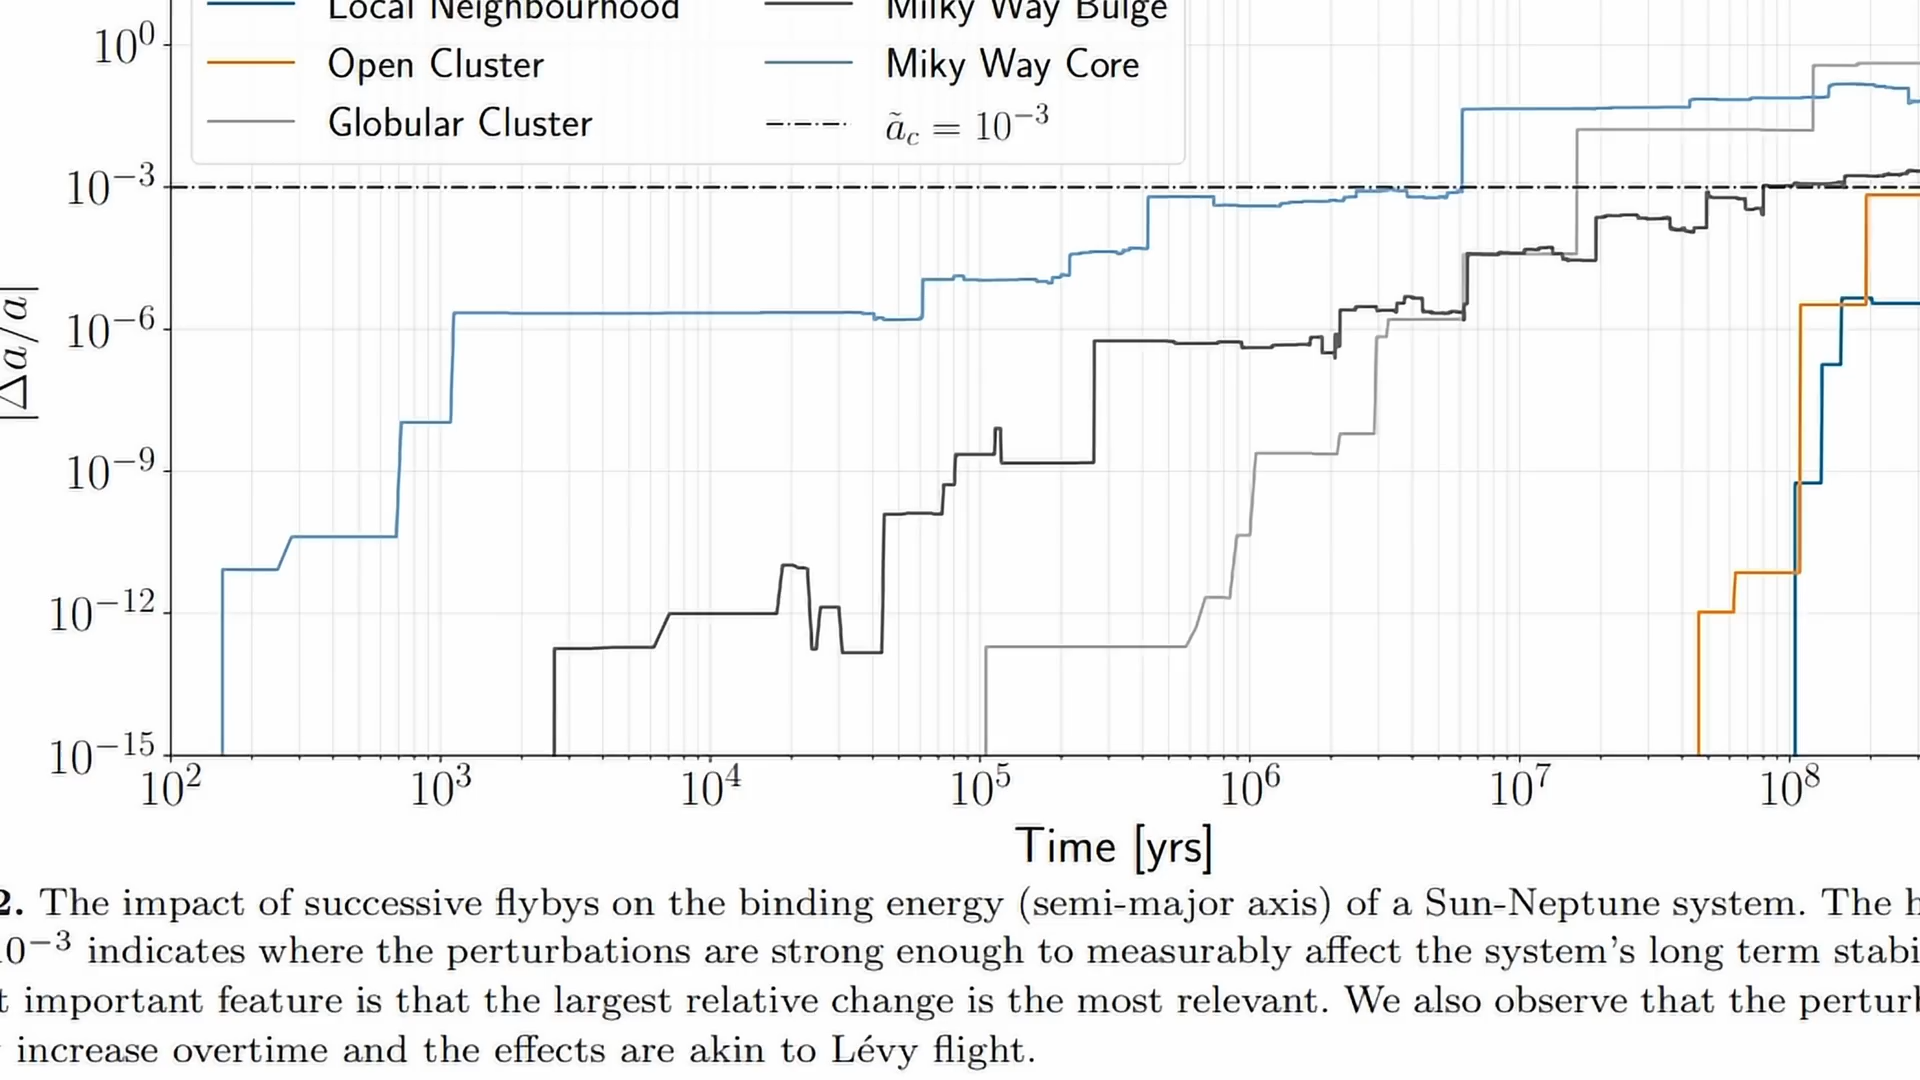 Local Neighbourhood
Milky Way Bulge
Open Cluster
Miky Way Core
Globular Cluster
ã_c = 10^−3
10^0
10^−3
10^−6
10^−9
10^−12
10^−15
|Δa/a|
10^2 10^3 10^4 10^5 10^6 10^7 10^8
Time [yrs]
2. The impact of successive flybys on the binding energy (semi-major axis) of a Sun-Neptune system. The
0^−3 indicates where the perturbations are strong enough to measurably affect the system's long term
important feature is that the largest relative change is the most relevant. We also observe that the
increase overtime and the effects are akin to Lévy flight.